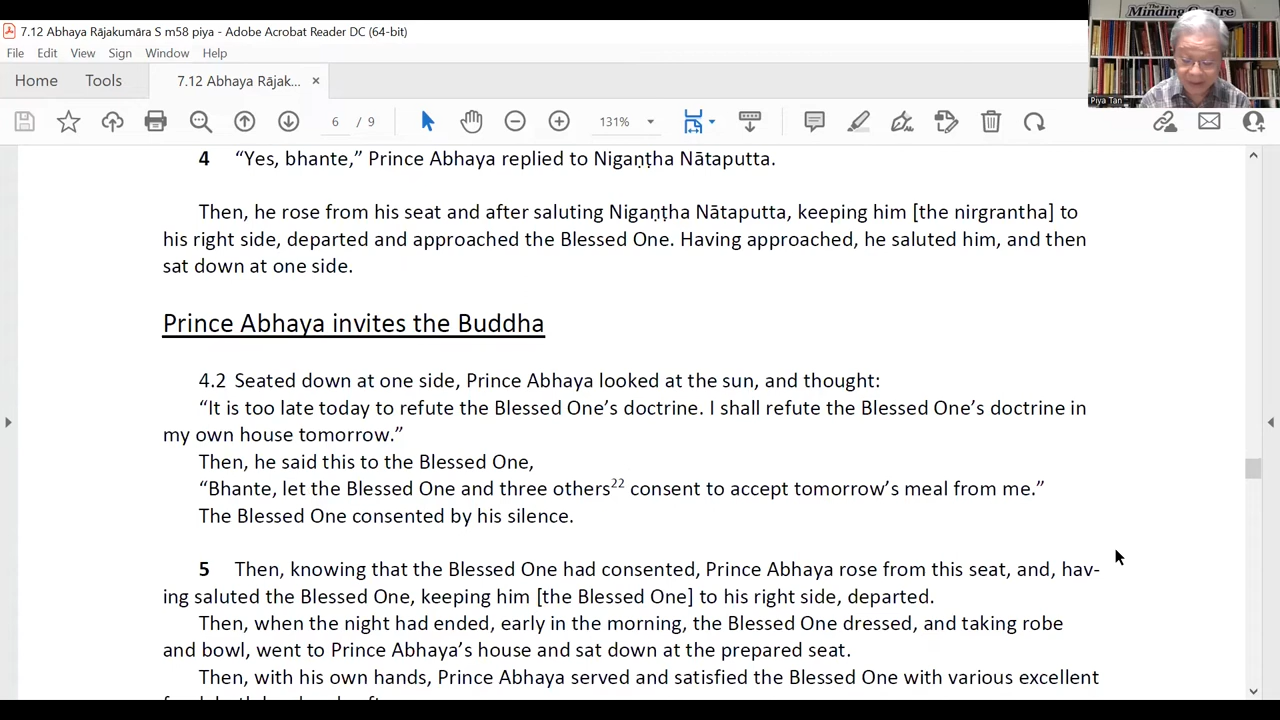 7.12 Abhaya Rājakumāra S m58 piya - Adobe Acrobat Reader DC (64-bit)
File Edit View Sign Window Help
Home Tools 7.12 Abhaya Rājak... ×
6 / 9 131%
The Minding Centre
Piya Tan
4 “Yes, bhante,” Prince Abhaya replied to Nigaṇṭha Nātaputta.
Then, he rose from his seat and after saluting Nigaṇṭha Nātaputta, keeping him [the nirgrantha] to
his right side, departed and approached the Blessed One. Having approached, he saluted him, and then
sat down at one side.
Prince Abhaya invites the Buddha
4.2 Seated down at one side, Prince Abhaya looked at the sun, and thought:
“It is too late today to refute the Blessed One’s doctrine. I shall refute the Blessed One’s doctrine in
my own house tomorrow.”
Then, he said this to the Blessed One,
“Bhante, let the Blessed One and three others22 consent to accept tomorrow’s meal from me.”
The Blessed One consented by his silence.
5 Then, knowing that the Blessed One had consented, Prince Abhaya rose from this seat, and, hav-
ing saluted the Blessed One, keeping him [the Blessed One] to his right side, departed.
Then, when the night had ended, early in the morning, the Blessed One dressed, and taking robe
and bowl, went to Prince Abhaya’s house and sat down at the prepared seat.
Then, with his own hands, Prince Abhaya served and satisfied the Blessed One with various excellent